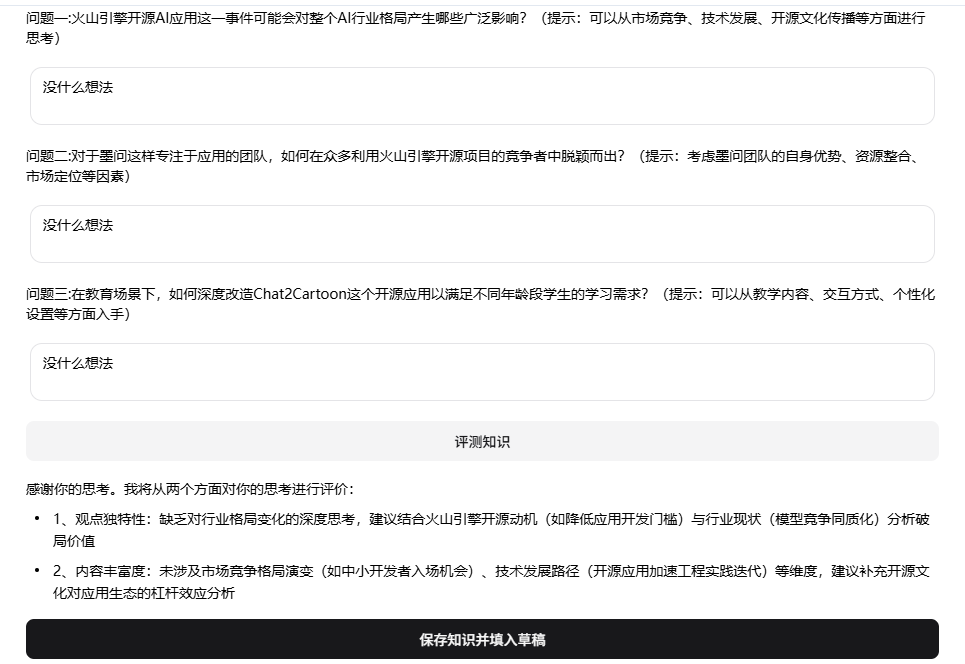 问题一:火山引擎开源AI应用这一事件可能会对整个AI行业格局产生哪些广泛影响？（提示：可以从市场竞争、技术发展、开源文化传播等方面进行
思考）
没什么想法
问题二:对于墨问这样专注于应用的团队，如何在众多利用火山引擎开源项目的竞争者中脱颖而出？（提示：考虑墨问团队的自身优势、资源整合、
市场定位等因素）
没什么想法
问题三:在教育场景下，如何深度改造Chat2Cartoon这个开源应用以满足不同年龄段学生的学习需求？（提示：可以从教学内容、交互方式、个性化
设置等方面入手）
没什么想法
评测知识
感谢你的思考。我将从两个方面对你的思考进行评价：
• 1、观点独特性：缺乏对行业格局变化的深度思考，建议结合火山引擎开源动机（如降低应用开发门槛）与行业现状（模型竞争同质化）分析破
局价值
• 2、内容丰富度：未涉及市场竞争格局演变（如中小开发者入场机会）、技术发展路径（开源应用加速工程实践迭代）等维度，建议补充开源文
化对应用生态的杠杆效应分析
保存知识并填入草稿